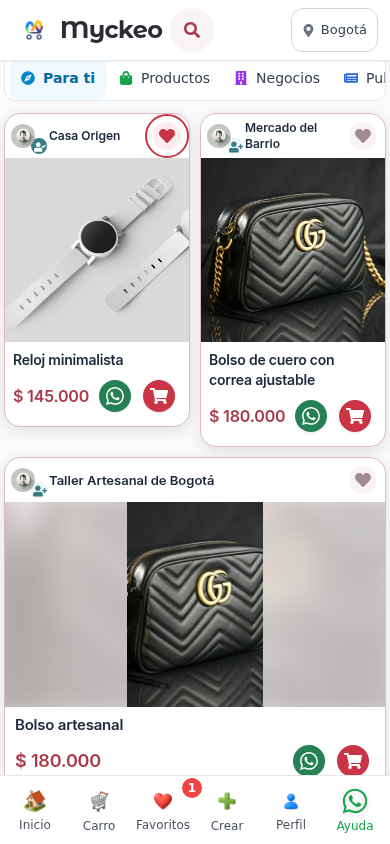 Myckeo
Bogotá
Para ti
Productos
Negocios
Pul
Casa Origen
Reloj minimalista
$ 145.000
Mercado del
Barrio
Bolso de cuero con
correa ajustable
$ 180.000
Taller Artesanal de Bogotá
Bolso artesanal
$ 180.000
1
Inicio
Carro
Favoritos
Crear
Perfil
Ayuda